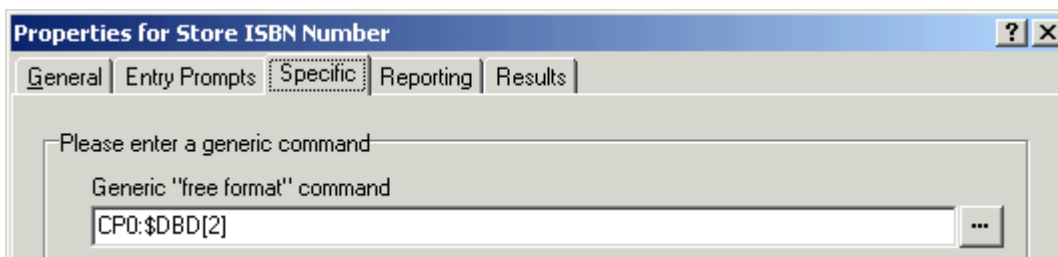 Properties for Store ISBN Number
General Entry Prompts Specific Reporting Results
Please enter a generic command
Generic "free format" command
CP0:$DBD[2] ...